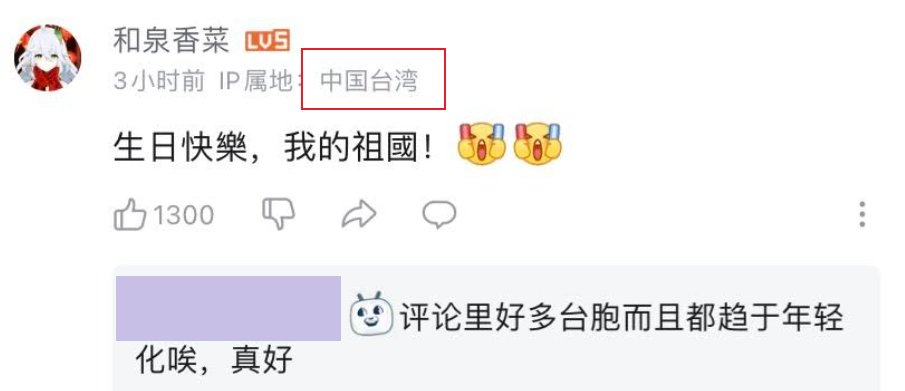 和泉香菜 LV5
3小时前 IP属地：中国台湾
生日快樂，我的祖國！
1300
评论里好多台胞而且都趋于年轻
化唉，真好